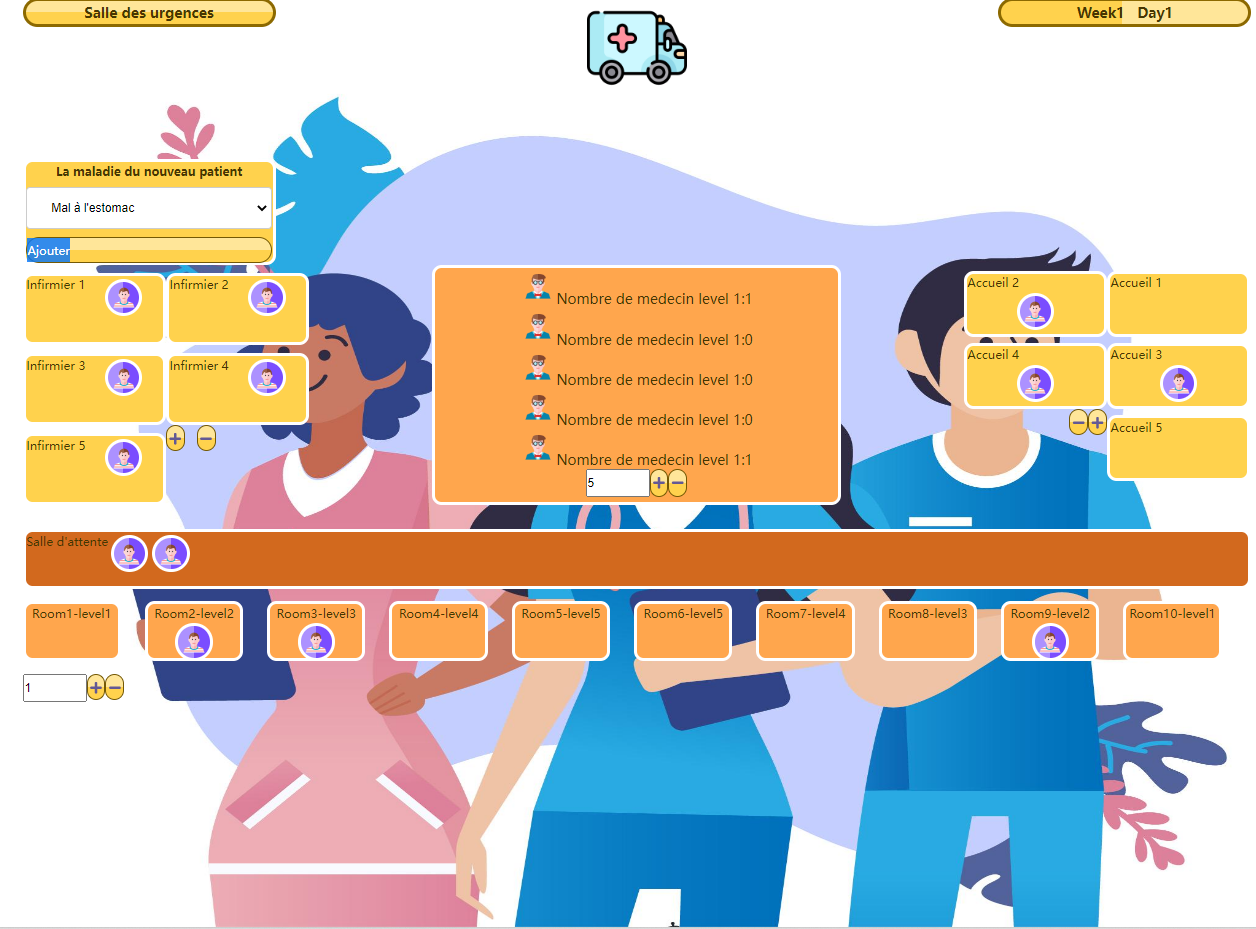 Salle des urgences
Week1 Day1
La maladie du nouveau patient
Mal à l'estomac
Ajouter
Infirmier 1
Infirmier 2
Infirmier 3
Infirmier 4
Infirmier 5
+ −
Nombre de medecin level 1:1
Nombre de medecin level 1:0
Nombre de medecin level 1:0
Nombre de medecin level 1:0
Nombre de medecin level 1:1
5 + −
Accueil 2
Accueil 1
Accueil 4
Accueil 3
− +
Accueil 5
Salle d'attente
Room1-level1
Room2-level2
Room3-level3
Room4-level4
Room5-level5
Room6-level5
Room7-level4
Room8-level3
Room9-level2
Room10-level1
1 + −